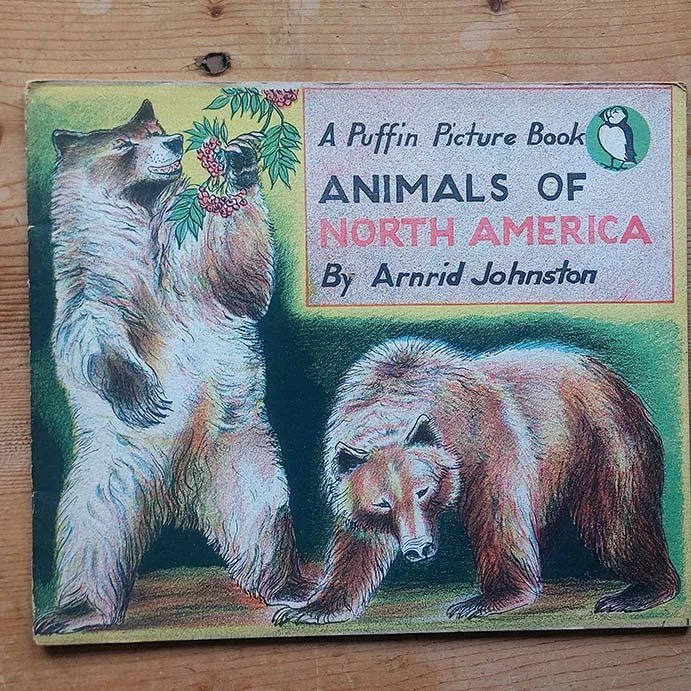 A Puffin Picture Book
ANIMALS OF
NORTH AMERICA
By Arnrid Johnston